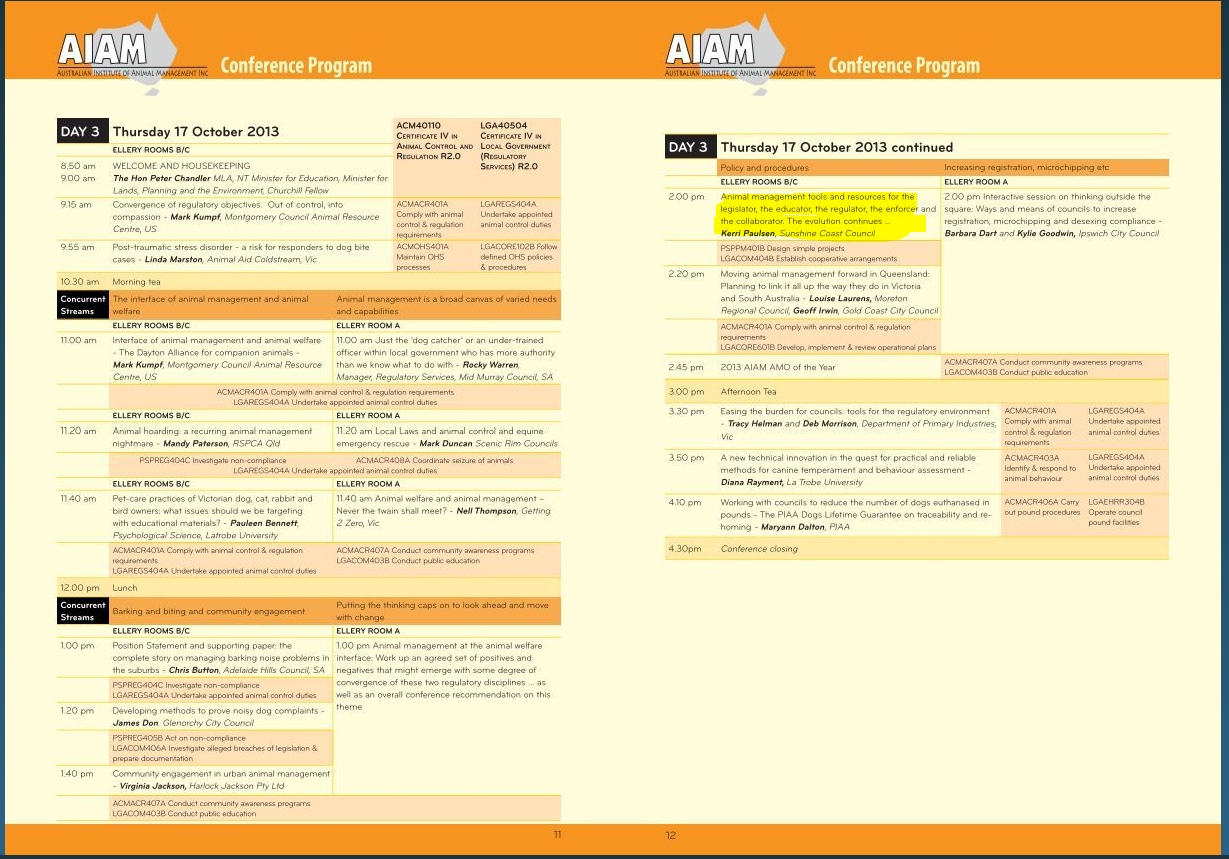 AIAM
Australian Institute of Animal Management Inc
Conference Program
DAY 3
Thursday 17 October 2013
ACM40110
Certificate IV in
Animal Control and
Regulation R2.0
LGA40504
Certificate IV in
Local Government
(Regulatory
Services) R2.0
ELLERY ROOMS B/C
8.50 am
WELCOME AND HOUSEKEEPING
9.00 am
The Hon Peter Chandler MLA, NT Minister for Education, Minister for
Lands, Planning and the Environment, Churchill Fellow
9.15 am
Convergence of regulatory objectives. Out of control, into
compassion - Mark Kumpf, Montgomery Council Animal Resource
Centre, US
ACMACR401A
Comply with animal
control & regulation
requirements
LGAREGS404A
Undertake appointed
animal control duties
9.55 am
Post-traumatic stress disorder - a risk for responders to dog bite
cases - Linda Marston, Animal Aid Coldstream, Vic
ACMOHS401A
Maintain OHS
processes
LGACORE102B Follow
defined OHS policies
& procedures
10.30 am
Morning tea
Concurrent
Streams
The interface of animal management and animal
welfare
Animal management is a broad canvas of varied needs
and capabilities
ELLERY ROOMS B/C
ELLERY ROOM A
11.00 am
Interface of animal management and animal welfare
- The Dayton Alliance for companion animals -
Mark Kumpf, Montgomery Council Animal Resource
Centre, US
11.00 am Just the 'dog catcher' or an under-trained
officer within local government who has more authority
than we know what to do with - Rocky Warren,
Manager, Regulatory Services, Mid Murray Council, SA
ACMACR401A Comply with animal control & regulation requirements
LGAREGS404A Undertake appointed animal control duties
ELLERY ROOMS B/C
ELLERY ROOM A
11.20 am
Animal hoarding: a recurring animal management
nightmare - Mandy Paterson, RSPCA Qld
11.20 am Local Laws and animal control and equine
emergency rescue - Mark Duncan Scenic Rim Councils
PSPREG404C Investigate non-compliance
ACMACR408A Coordinate seizure of animals
LGAREGS404A Undertake appointed animal control duties
ELLERY ROOMS B/C
ELLERY ROOM A
11.40 am
Pet-care practices of Victorian dog, cat, rabbit and
bird owners: what issues should we be targeting
with educational materials? - Pauleen Bennett,
Psychological Science, Latrobe University
11.40 am Animal welfare and animal management –
Never the twain shall meet? - Nell Thompson, Getting
2 Zero, Vic
ACMACR401A Comply with animal control & regulation
requirements
LGAREGS404A Undertake appointed animal control duties
ACMACR407A Conduct community awareness programs
LGACOM403B Conduct public education
12.00 pm
Lunch
Concurrent
Streams
Barking and biting and community engagement
Putting the thinking caps on to look ahead and move
with change
ELLERY ROOMS B/C
ELLERY ROOM A
1.00 pm
Position Statement and supporting paper: the
complete story on managing barking noise problems in
the suburbs - Chris Button, Adelaide Hills Council, SA
1.00 pm Animal management at the animal welfare
interface: Work up an agreed set of positives and
negatives that might emerge with some degree of
convergence of these two regulatory disciplines ... as
well as an overall conference recommendation on this
theme
PSPREG404C Investigate non-compliance
LGAREGS404A Undertake appointed animal control duties
1.20 pm
Developing methods to prove noisy dog complaints -
James Don Glenorchy City Council
PSPREG405B Act on non-compliance
LGACOM406A Investigate alleged breaches of legislation &
prepare documentation
1.40 pm
Community engagement in urban animal management
- Virginia Jackson, Harlock Jackson Pty Ltd
ACMACR407A Conduct community awareness programs
LGACOM403B Conduct public education
11
AIAM
Australian Institute of Animal Management Inc
Conference Program
DAY 3
Thursday 17 October 2013 continued
Policy and procedures
Increasing registration, microchipping etc
ELLERY ROOMS B/C
ELLERY ROOM A
2.00 pm
Animal management tools and resources for the
legislator, the educator, the regulator, the enforcer and
the collaborator. The evolution continues ...
Kerri Paulsen, Sunshine Coast Council
2.00 pm Interactive session on thinking outside the
square: Ways and means of councils to increase
registration, microchipping and desexing compliance -
Barbara Dart and Kylie Goodwin, Ipswich City Council
PSPPM401B Design simple projects
LGACOM404B Establish cooperative arrangements
2.20 pm
Moving animal management forward in Queensland:
Planning to link it all up the way they do in Victoria
and South Australia - Louise Laurens, Moreton
Regional Council, Geoff Irwin, Gold Coast City Council
ACMACR401A Comply with animal control & regulation
requirements
LGACORE601B Develop, implement & review operational plans
2.45 pm
2013 AIAM AMO of the Year
ACMACR407A Conduct community awareness programs
LGACOM403B Conduct public education
3.00 pm
Afternoon Tea
3.30 pm
Easing the burden for councils: tools for the regulatory environment
- Tracy Helman and Deb Morrison, Department of Primary Industries,
Vic
ACMACR401A
Comply with animal
control & regulation
requirements
LGAREGS404A
Undertake appointed
animal control duties
3.50 pm
A new technical innovation in the quest for practical and reliable
methods for canine temperament and behaviour assessment -
Diana Rayment, La Trobe University
ACMACR403A
Identify & respond to
animal behaviour
LGAREGS404A
Undertake appointed
animal control duties
4.10 pm
Working with councils to reduce the number of dogs euthanased in
pounds - The PIAA Dogs Lifetime Guarantee on traceability and re-
homing - Maryann Dalton, PIAA
ACMACR406A Carry
out pound procedures
LGAEHRR304B
Operate council
pound facilities
4.30pm
Conference closing
12